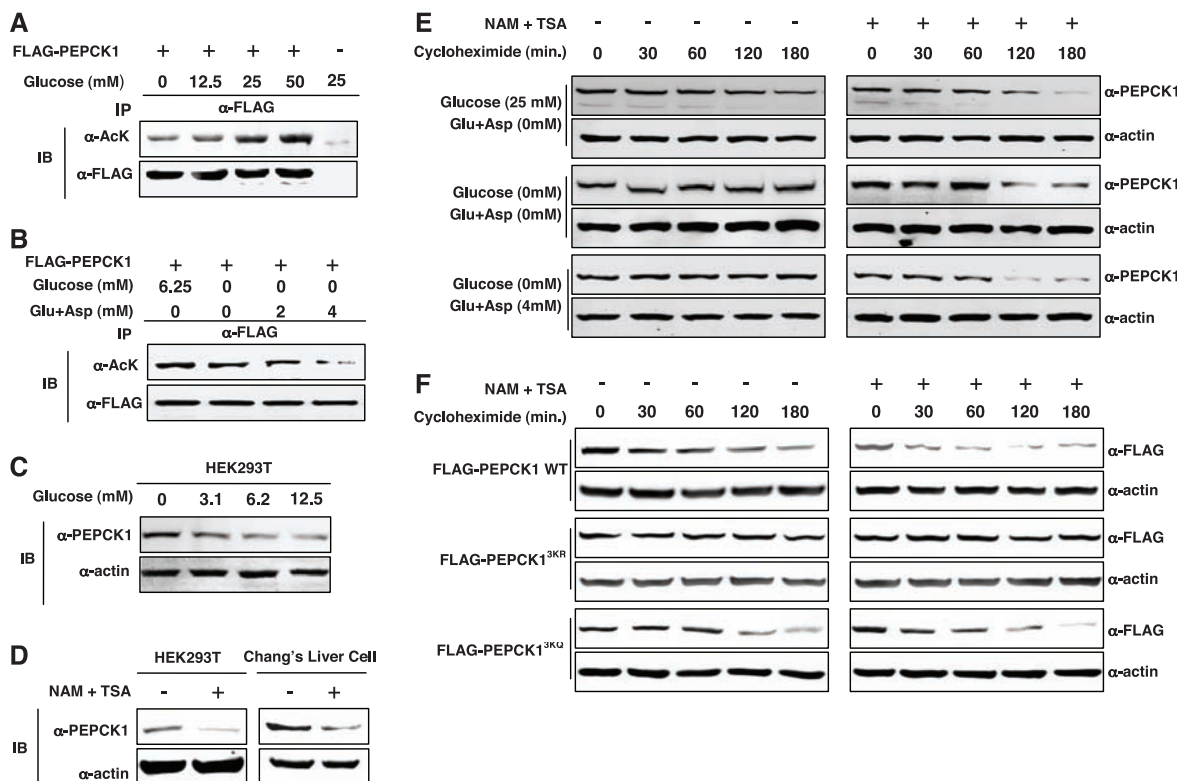 A
FLAG-PEPCK1 + + + + -
Glucose (mM) 0 12.5 25 50 25
IP α-FLAG
IB
α-AcK
α-FLAG
B
FLAG-PEPCK1 + + + +
Glucose (mM) 6.25 0 0 0
Glu+Asp (mM) 0 0 2 4
IP α-FLAG
IB
α-AcK
α-FLAG
C
HEK293T
Glucose (mM) 0 3.1 6.2 12.5
IB
α-PEPCK1
α-actin
D
HEK293T Chang's Liver Cell
NAM + TSA - + - +
IB
α-PEPCK1
α-actin
E
NAM + TSA - - - - - + + + + +
Cycloheximide (min.) 0 30 60 120 180 0 30 60 120 180
Glucose (25 mM)
Glu+Asp (0mM)
α-PEPCK1
α-actin
Glucose (0mM)
Glu+Asp (0mM)
α-PEPCK1
α-actin
Glucose (0mM)
Glu+Asp (4mM)
α-PEPCK1
α-actin
F
NAM + TSA - - - - - + + + + +
Cycloheximide (min.) 0 30 60 120 180 0 30 60 120 180
FLAG-PEPCK1 WT
α-FLAG
α-actin
FLAG-PEPCK1³ᴷᴿ
α-FLAG
α-actin
FLAG-PEPCK1^3KQ
α-FLAG
α-actin